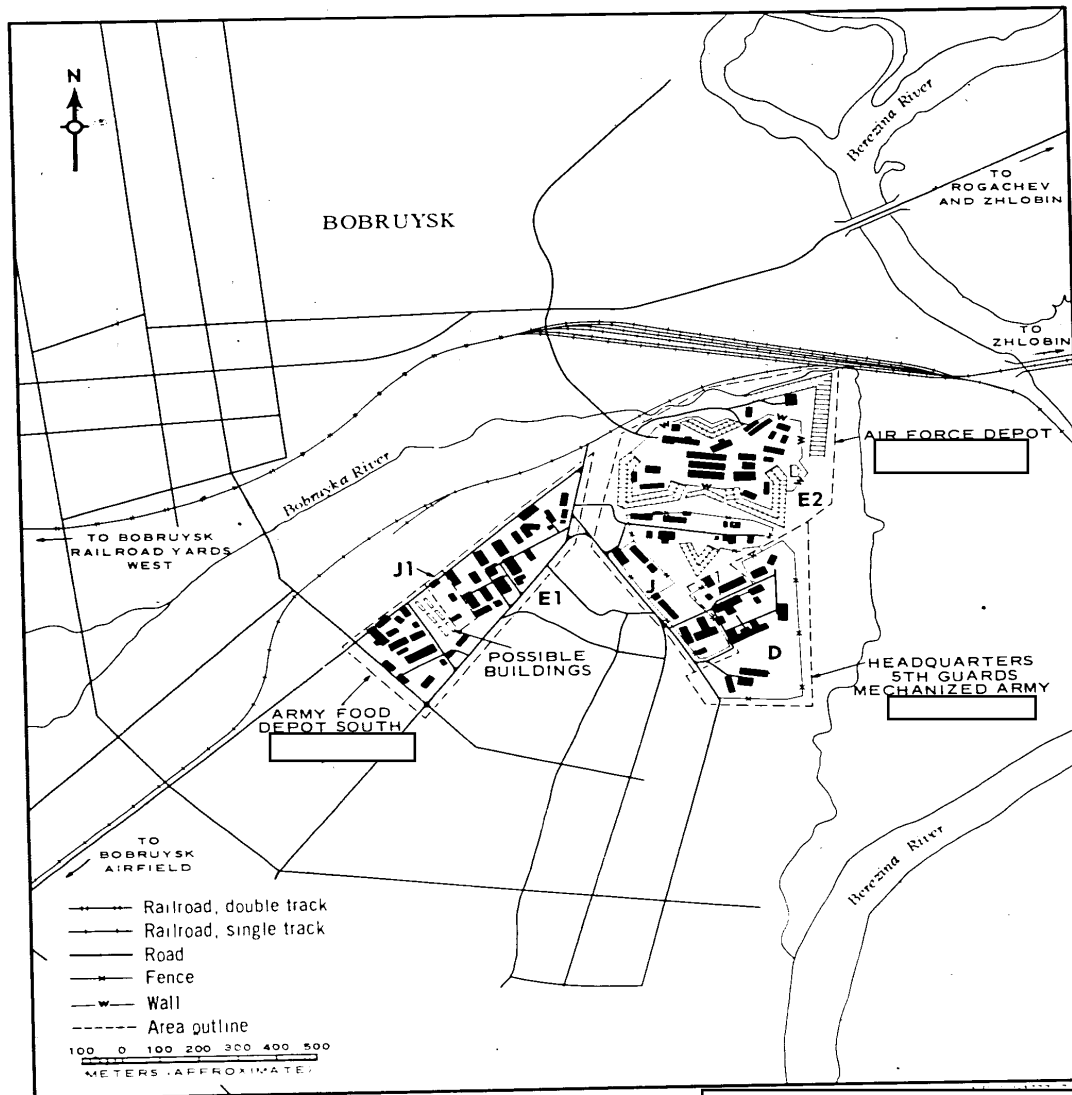 N
BOBRUYSK
Berezina River
TO
ROGACHEV
AND ZHLOBIN
TO
ZHLOBIN
AIR FORCE DEPOT
W
W
W
W
E2
Bobruyka River
TO BOBRUYSK
RAILROAD YARDS
WEST
J1
J
E1
POSSIBLE
BUILDINGS
D
HEADQUARTERS
5TH GUARDS
MECHANIZED ARMY
ARMY FOOD
DEPOT SOUTH
TO
BOBRUYSK
AIRFIELD
Berezina River
Railroad, double track
Railroad, single track
Road
Fence
W Wall
Area outline
100 0 100 200 300 400 500
METERS (APPROXIMATE)